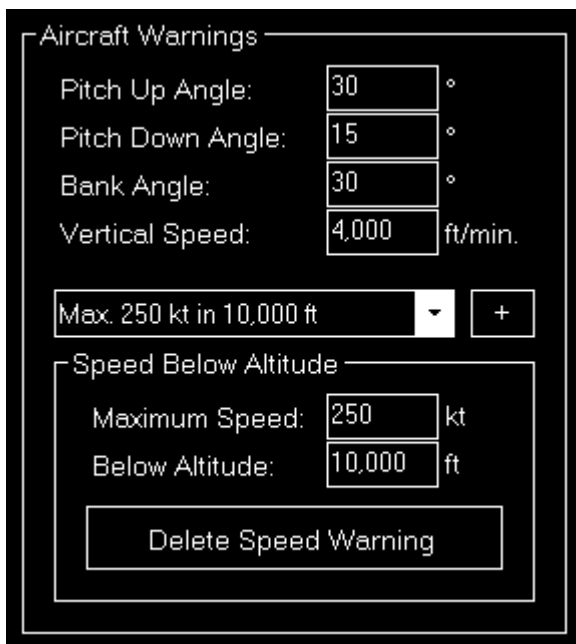 Aircraft Warnings
Pitch Up Angle: 30 °
Pitch Down Angle: 15 °
Bank Angle: 30 °
Vertical Speed: 4,000 ft/min.
Max. 250 kt in 10,000 ft +
Speed Below Altitude
Maximum Speed: 250 kt
Below Altitude: 10,000 ft
Delete Speed Warning